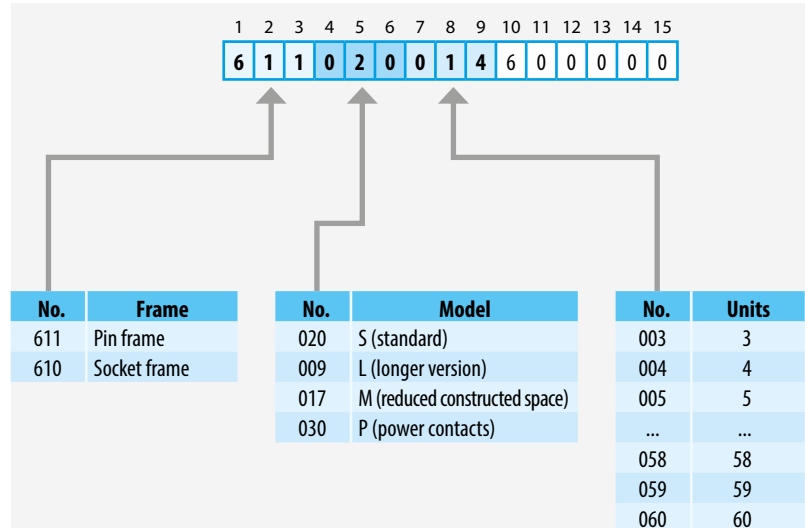 1 2 3 4 5 6 7 8 9 10 11 12 13 14 15
6 1 1 0 2 0 0 1 4 6 0 0 0 0 0
No. Frame
611 Pin frame
610 Socket frame
No. Model
020 S (standard)
009 L (longer version)
017 M (reduced constructed space)
030 P (power contacts)
No. Units
003 3
004 4
005 5
... ...
058 58
059 59
060 60